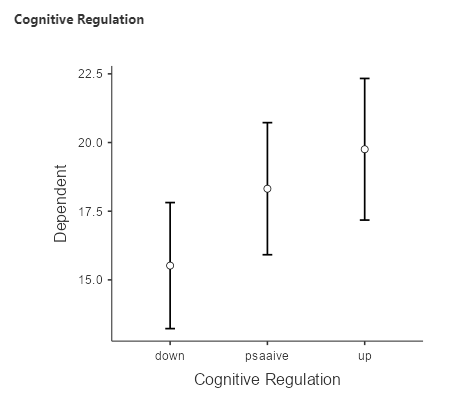 Cognitive Regulation
22.5
20.0
17.5
15.0
Dependent
down psaaive up
Cognitive Regulation